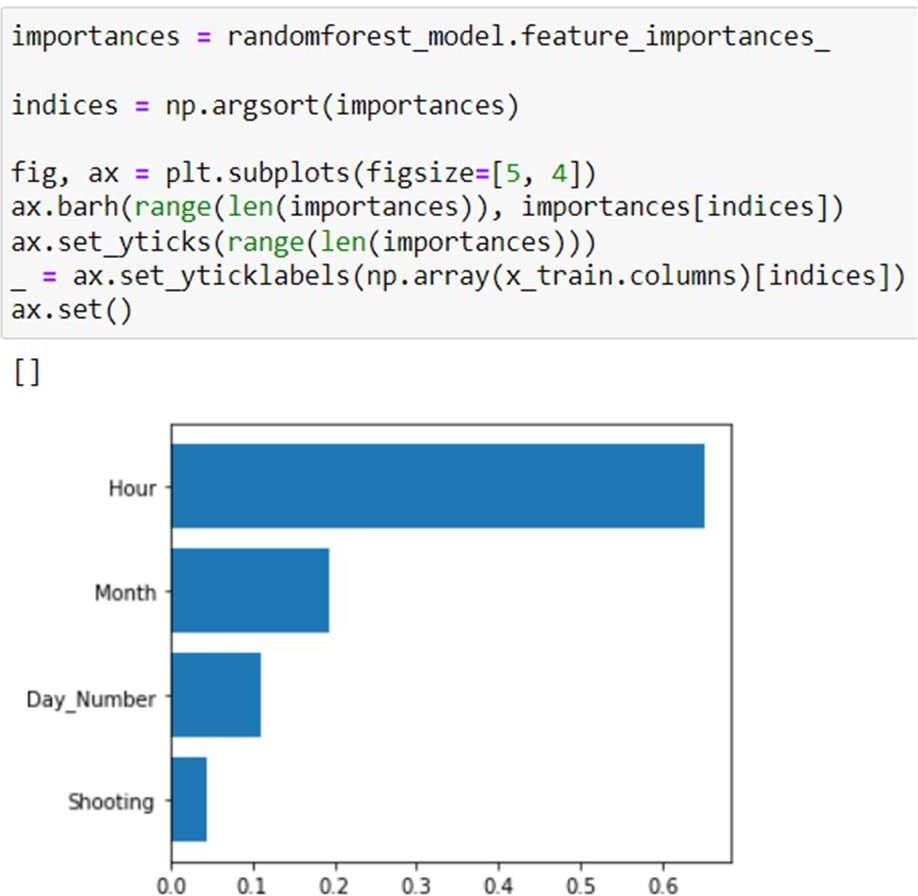 importances = randomforest_model.feature_importances_
indices = np.argsort(importances)
fig, ax = plt.subplots(figsize=[5, 4])
ax.barh(range(len(importances)), importances[indices])
ax.set_yticks(range(len(importances)))
_ = ax.set_yticklabels(np.array(x_train.columns)[indices])
ax.set()
[]
Hour
Month
Day_Number
Shooting
0.0 0.1 0.2 0.3 0.4 0.5 0.6